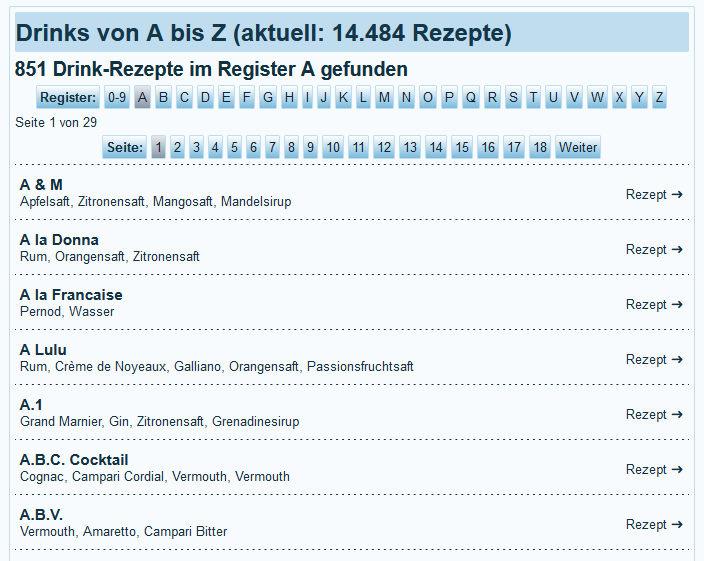 Drinks von A bis Z (aktuell: 14.484 Rezepte)
851 Drink-Rezepte im Register A gefunden
Register: 0-9 A B C D E F G H I J K L M N O P Q R S T U V W X Y Z
Seite 1 von 29
Seite: 1 2 3 4 5 6 7 8 9 10 11 12 13 14 15 16 17 18 Weiter
A & M
Apfelsaft, Zitronensaft, Mangosaft, Mandelsirup
Rezept ➜
A la Donna
Rum, Orangensaft, Zitronensaft
Rezept ➜
A la Francaise
Pernod, Wasser
Rezept ➜
A Lulu
Rum, Crème de Noyeaux, Galliano, Orangensaft, Passionsfruchtsaft
Rezept ➜
A.1
Grand Marnier, Gin, Zitronensaft, Grenadinesirup
Rezept ➜
A.B.C. Cocktail
Cognac, Campari Cordial, Vermouth, Vermouth
Rezept ➜
A.B.V.
Vermouth, Amaretto, Campari Bitter
Rezept ➜